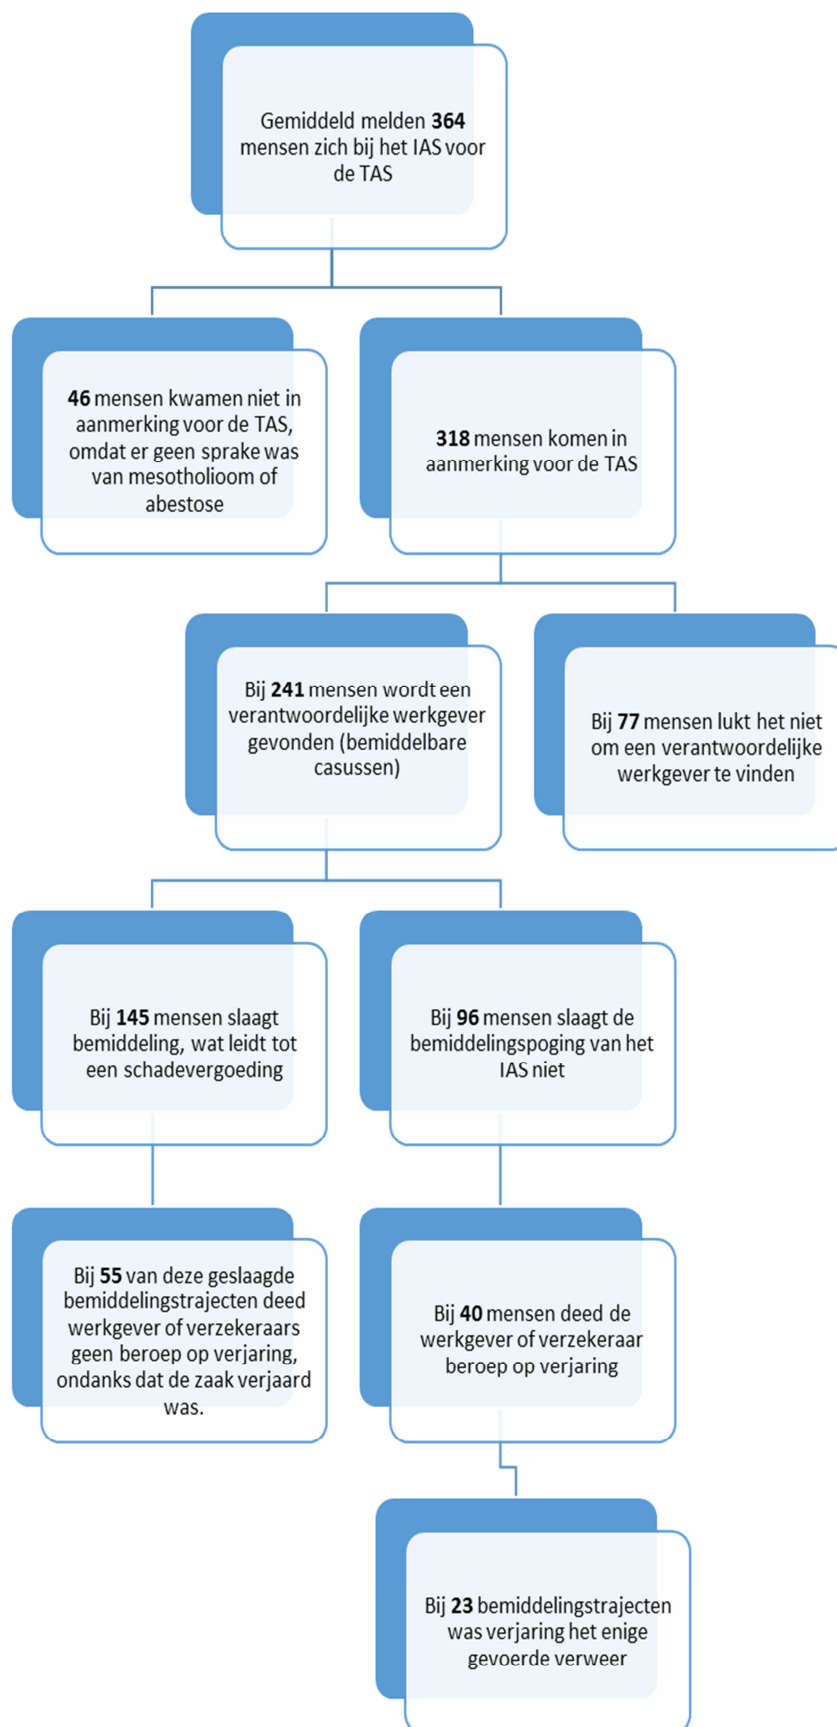 Gemiddeld melden 364
mensen zich bij het IAS voor
de TAS
46 mensen kwamen niet in
aanmerking voor de TAS,
omdat er geen sprake was
van mesotholioom of
abestose
318 mensen komen in
aanmerking voor de TAS
Bij 241 mensen wordt een
verantwoordelijke werkgever
gevonden (bemiddelbare
casussen)
Bij 77 mensen lukt het niet
om een verantwoordelijke
werkgever te vinden
Bij 145 mensen slaagt
bemiddeling, wat leidt tot
een schadevergoeding
Bij 96 mensen slaagt de
bemiddelingspoging van het
IAS niet
Bij 55 van deze geslaagde
bemiddelingstrajecten deed
werkgever of verzekeraars
geen beroep op verjaring,
ondanks dat de zaak verjaard
was.
Bij 40 mensen deed de
werkgever of verzekeraar
beroep op verjaring
Bij 23 bemiddelingstrajecten
was verjaring het enige
gevoerde verweer